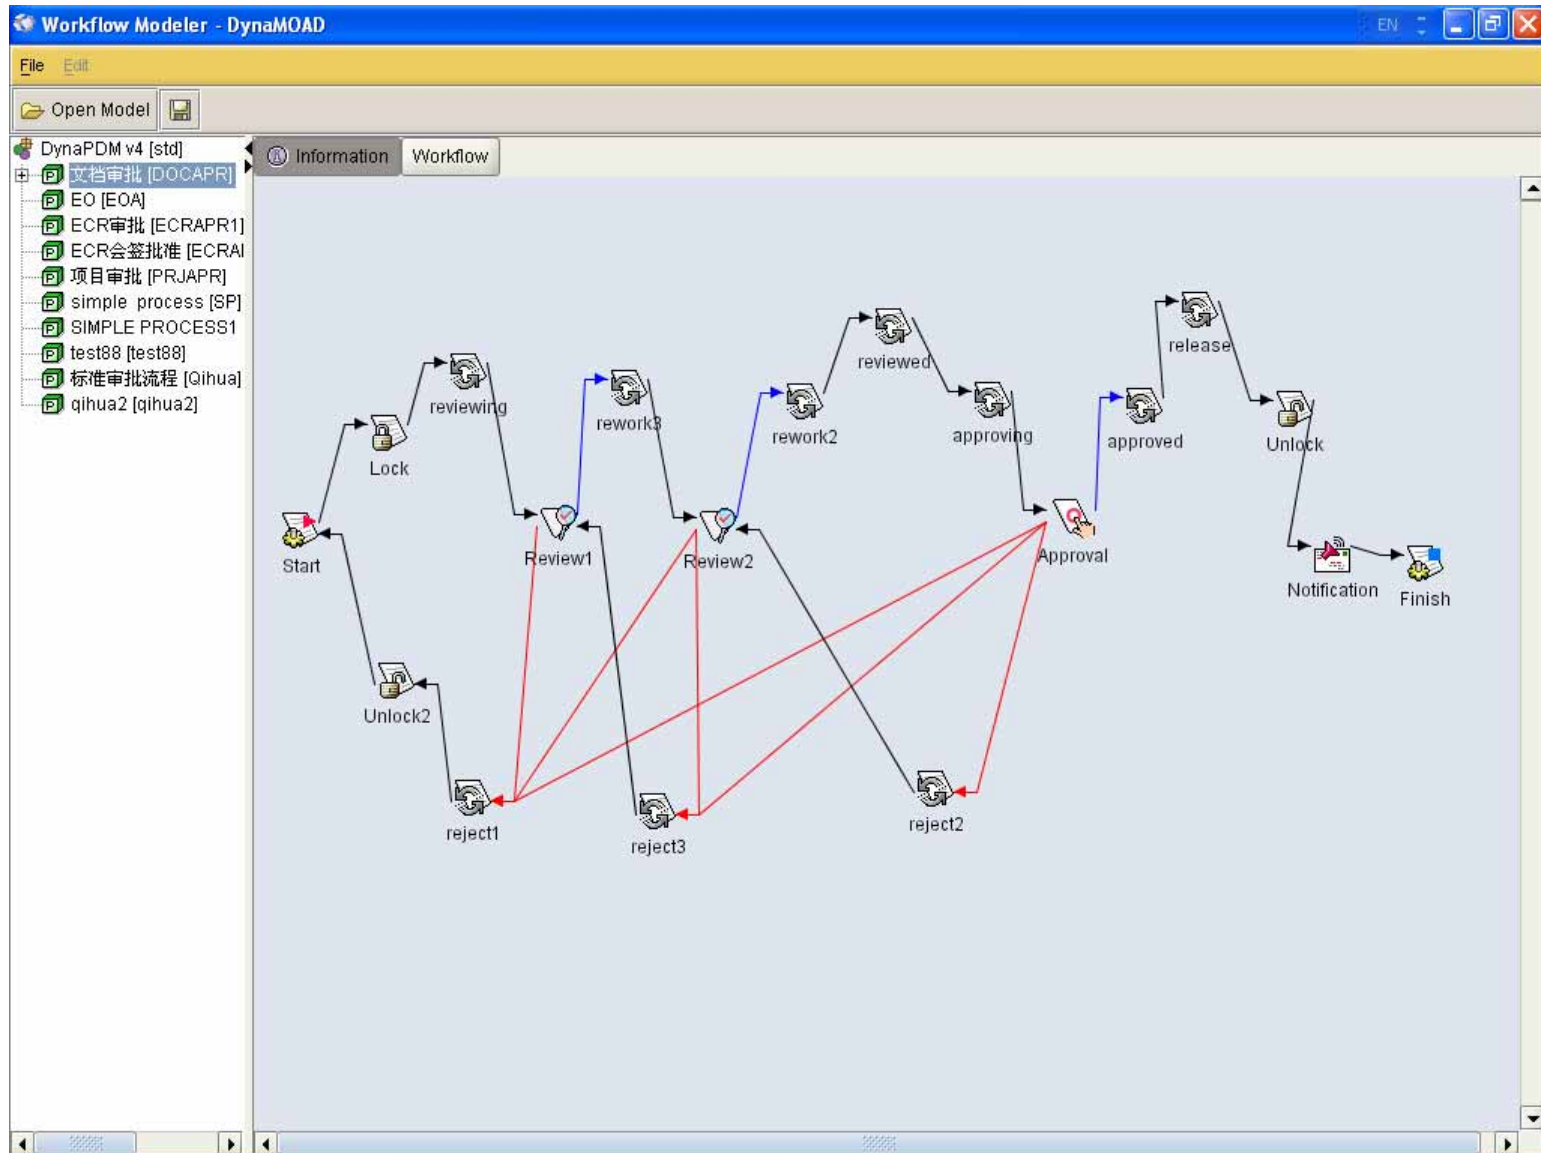 Workflow Modeler - DynaMOAD
EN
File Edit
Open Model
DynaPDM v4 [std]
文档审批 [DOCAPR]
EO [EOA]
ECR审批 [ECRAPR1]
ECR会签批准 [ECRAI
项目审批 [PRJAPR]
simple process [SP]
SIMPLE PROCESS1
test88 [test88]
标准审批流程 [Qihua]
qihua2 [qihua2]
Information Workflow
release
reviewed
reviewing
rework3
rework2
approving
approved
Unlock
Lock
Start
Review1
Review2
Approval
Notification
Finish
Unlock2
reject1
reject3
reject2